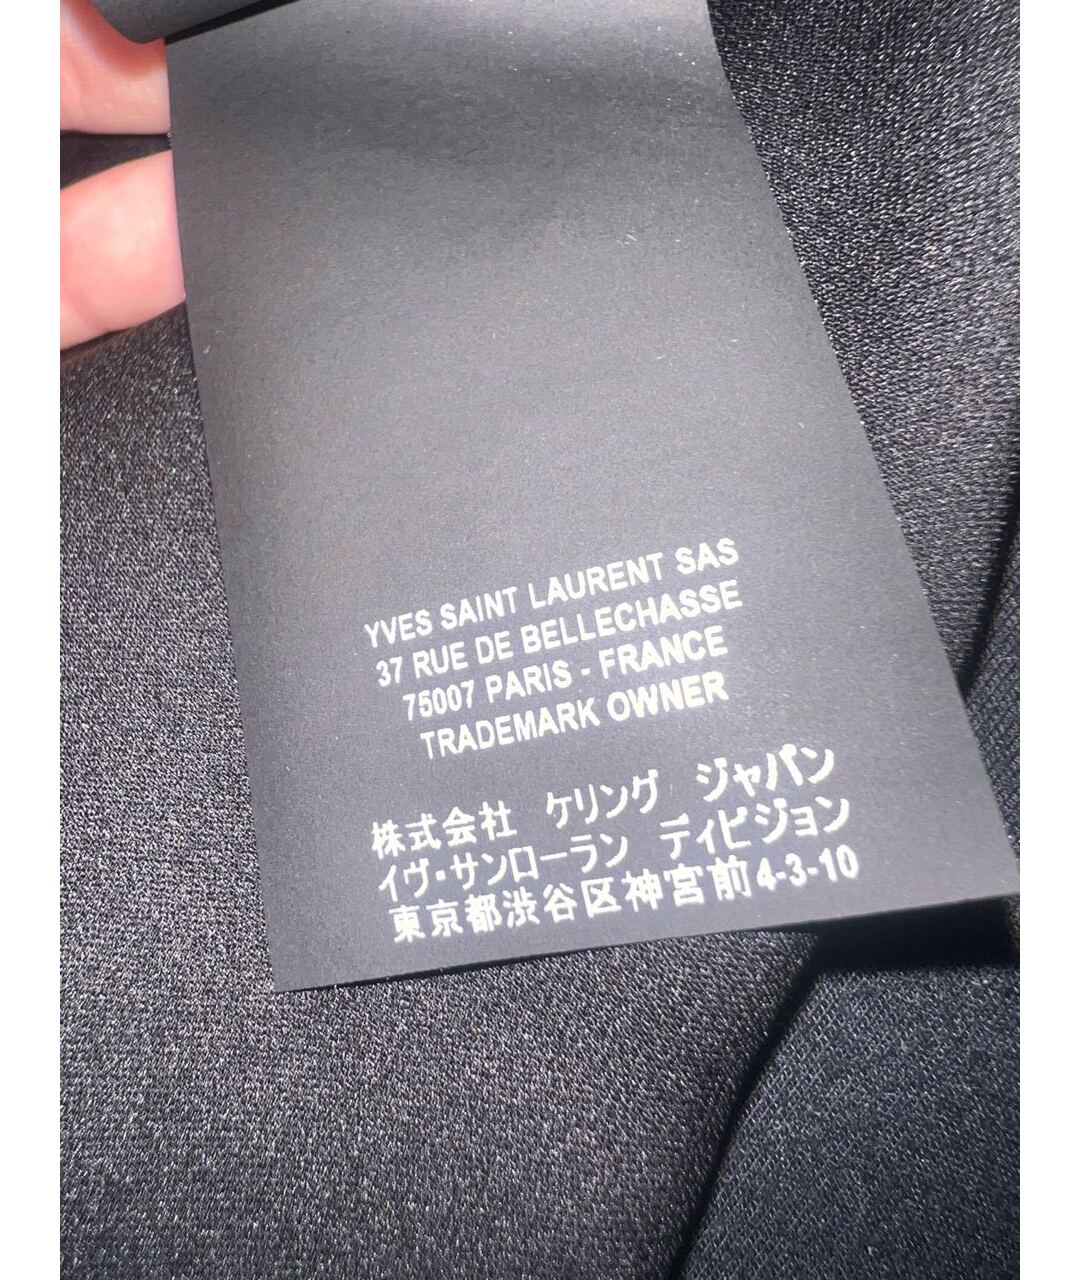 YVES SAINT LAURENT SAS
37 RUE DE BELLECHASSE
75007 PARIS - FRANCE
TRADEMARK OWNER
株式会社 ケリング ジャパン
イヴ・サンローラン ディビジョン
東京都渋谷区神宮前4-3-10